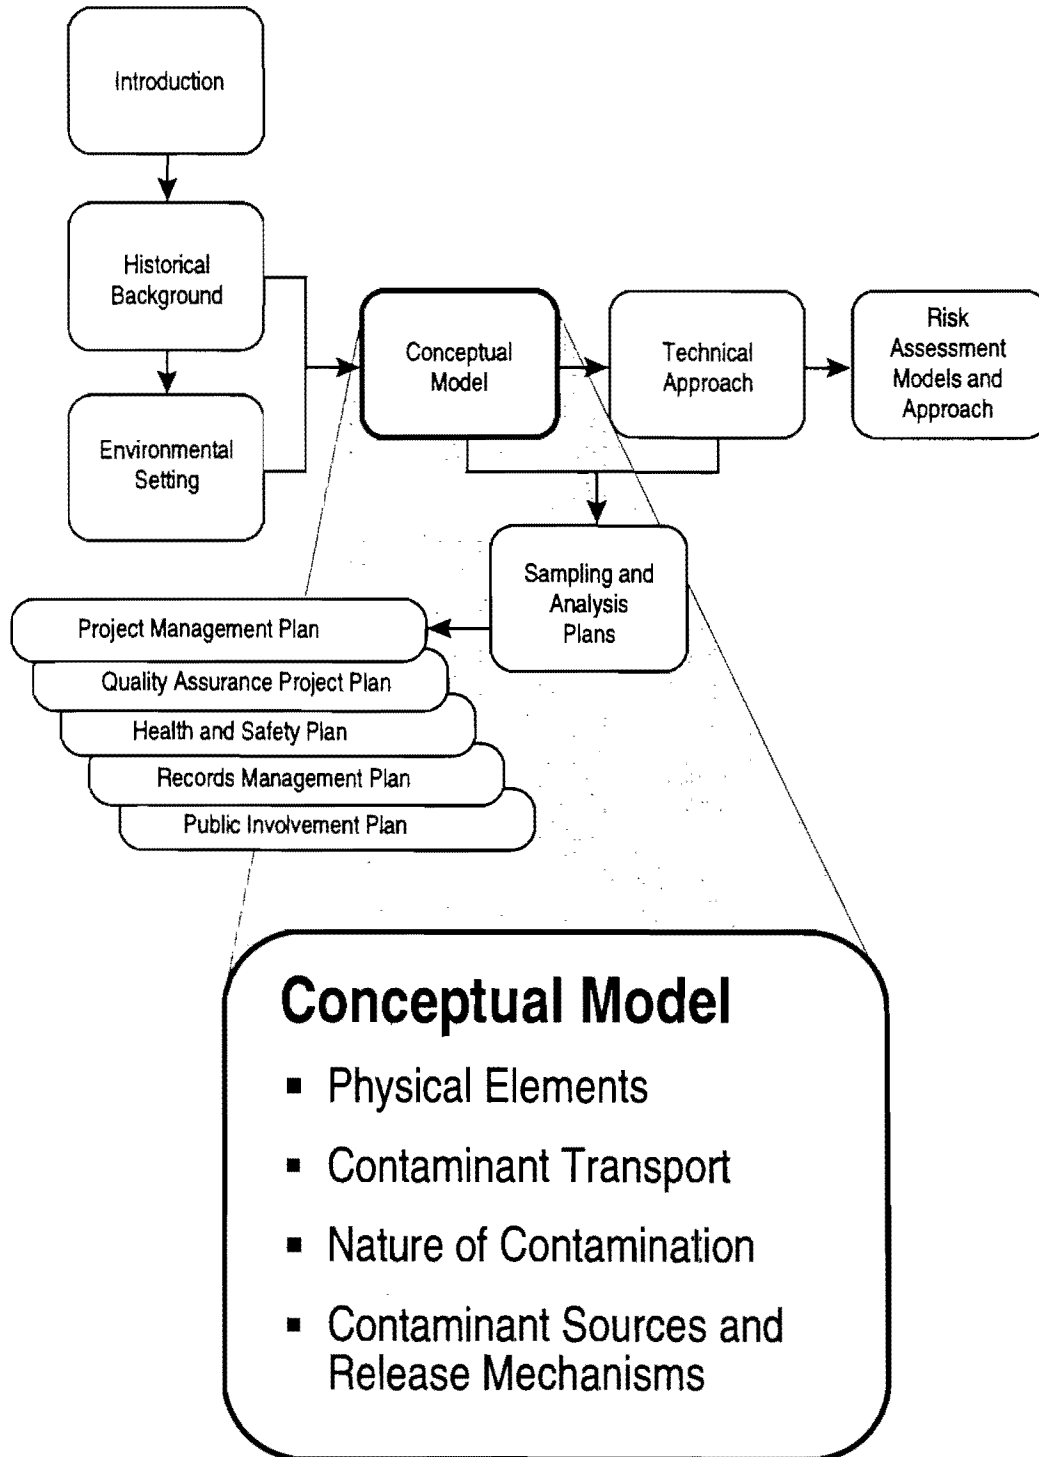 Introduction
Historical
Background
Environmental
Setting
Conceptual
Model
Technical
Approach
Risk
Assessment
Models and
Approach
Sampling and
Analysis
Plans
Project Management Plan
Quality Assurance Project Plan
Health and Safety Plan
Records Management Plan
Public Involvement Plan
Conceptual Model
▪ Physical Elements
▪ Contaminant Transport
▪ Nature of Contamination
▪ Contaminant Sources and
Release Mechanisms